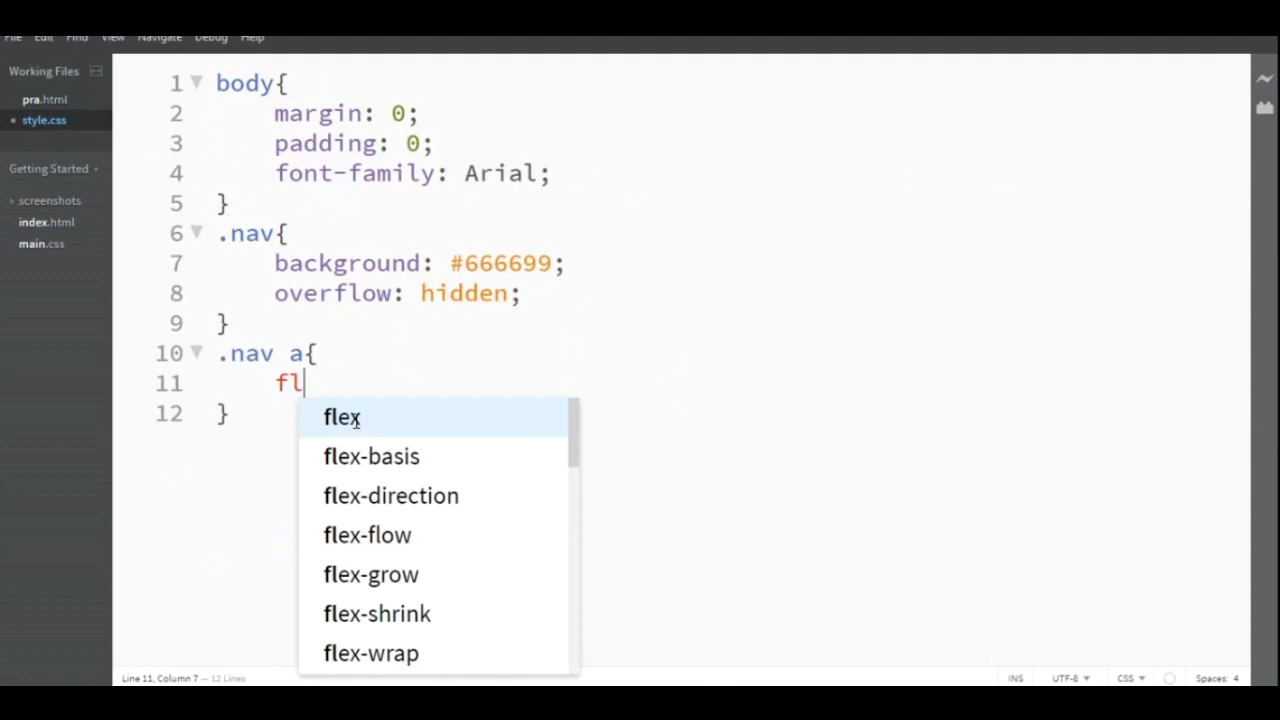 File Edit Find View Navigate Debug Help
Working Files
pra.html
style.css
Getting Started
screenshots
index.html
main.css
1 body{
2 margin: 0;
3 padding: 0;
4 font-family: Arial;
5 }
6 .nav{
7 background: #666699;
8 overflow: hidden;
9 }
10 .nav a{
11 fl
12 }
flex
flex-basis
flex-direction
flex-flow
flex-grow
flex-shrink
flex-wrap
Line 11, Column 7 — 12 Lines
INS UTF-8 CSS Spaces: 4